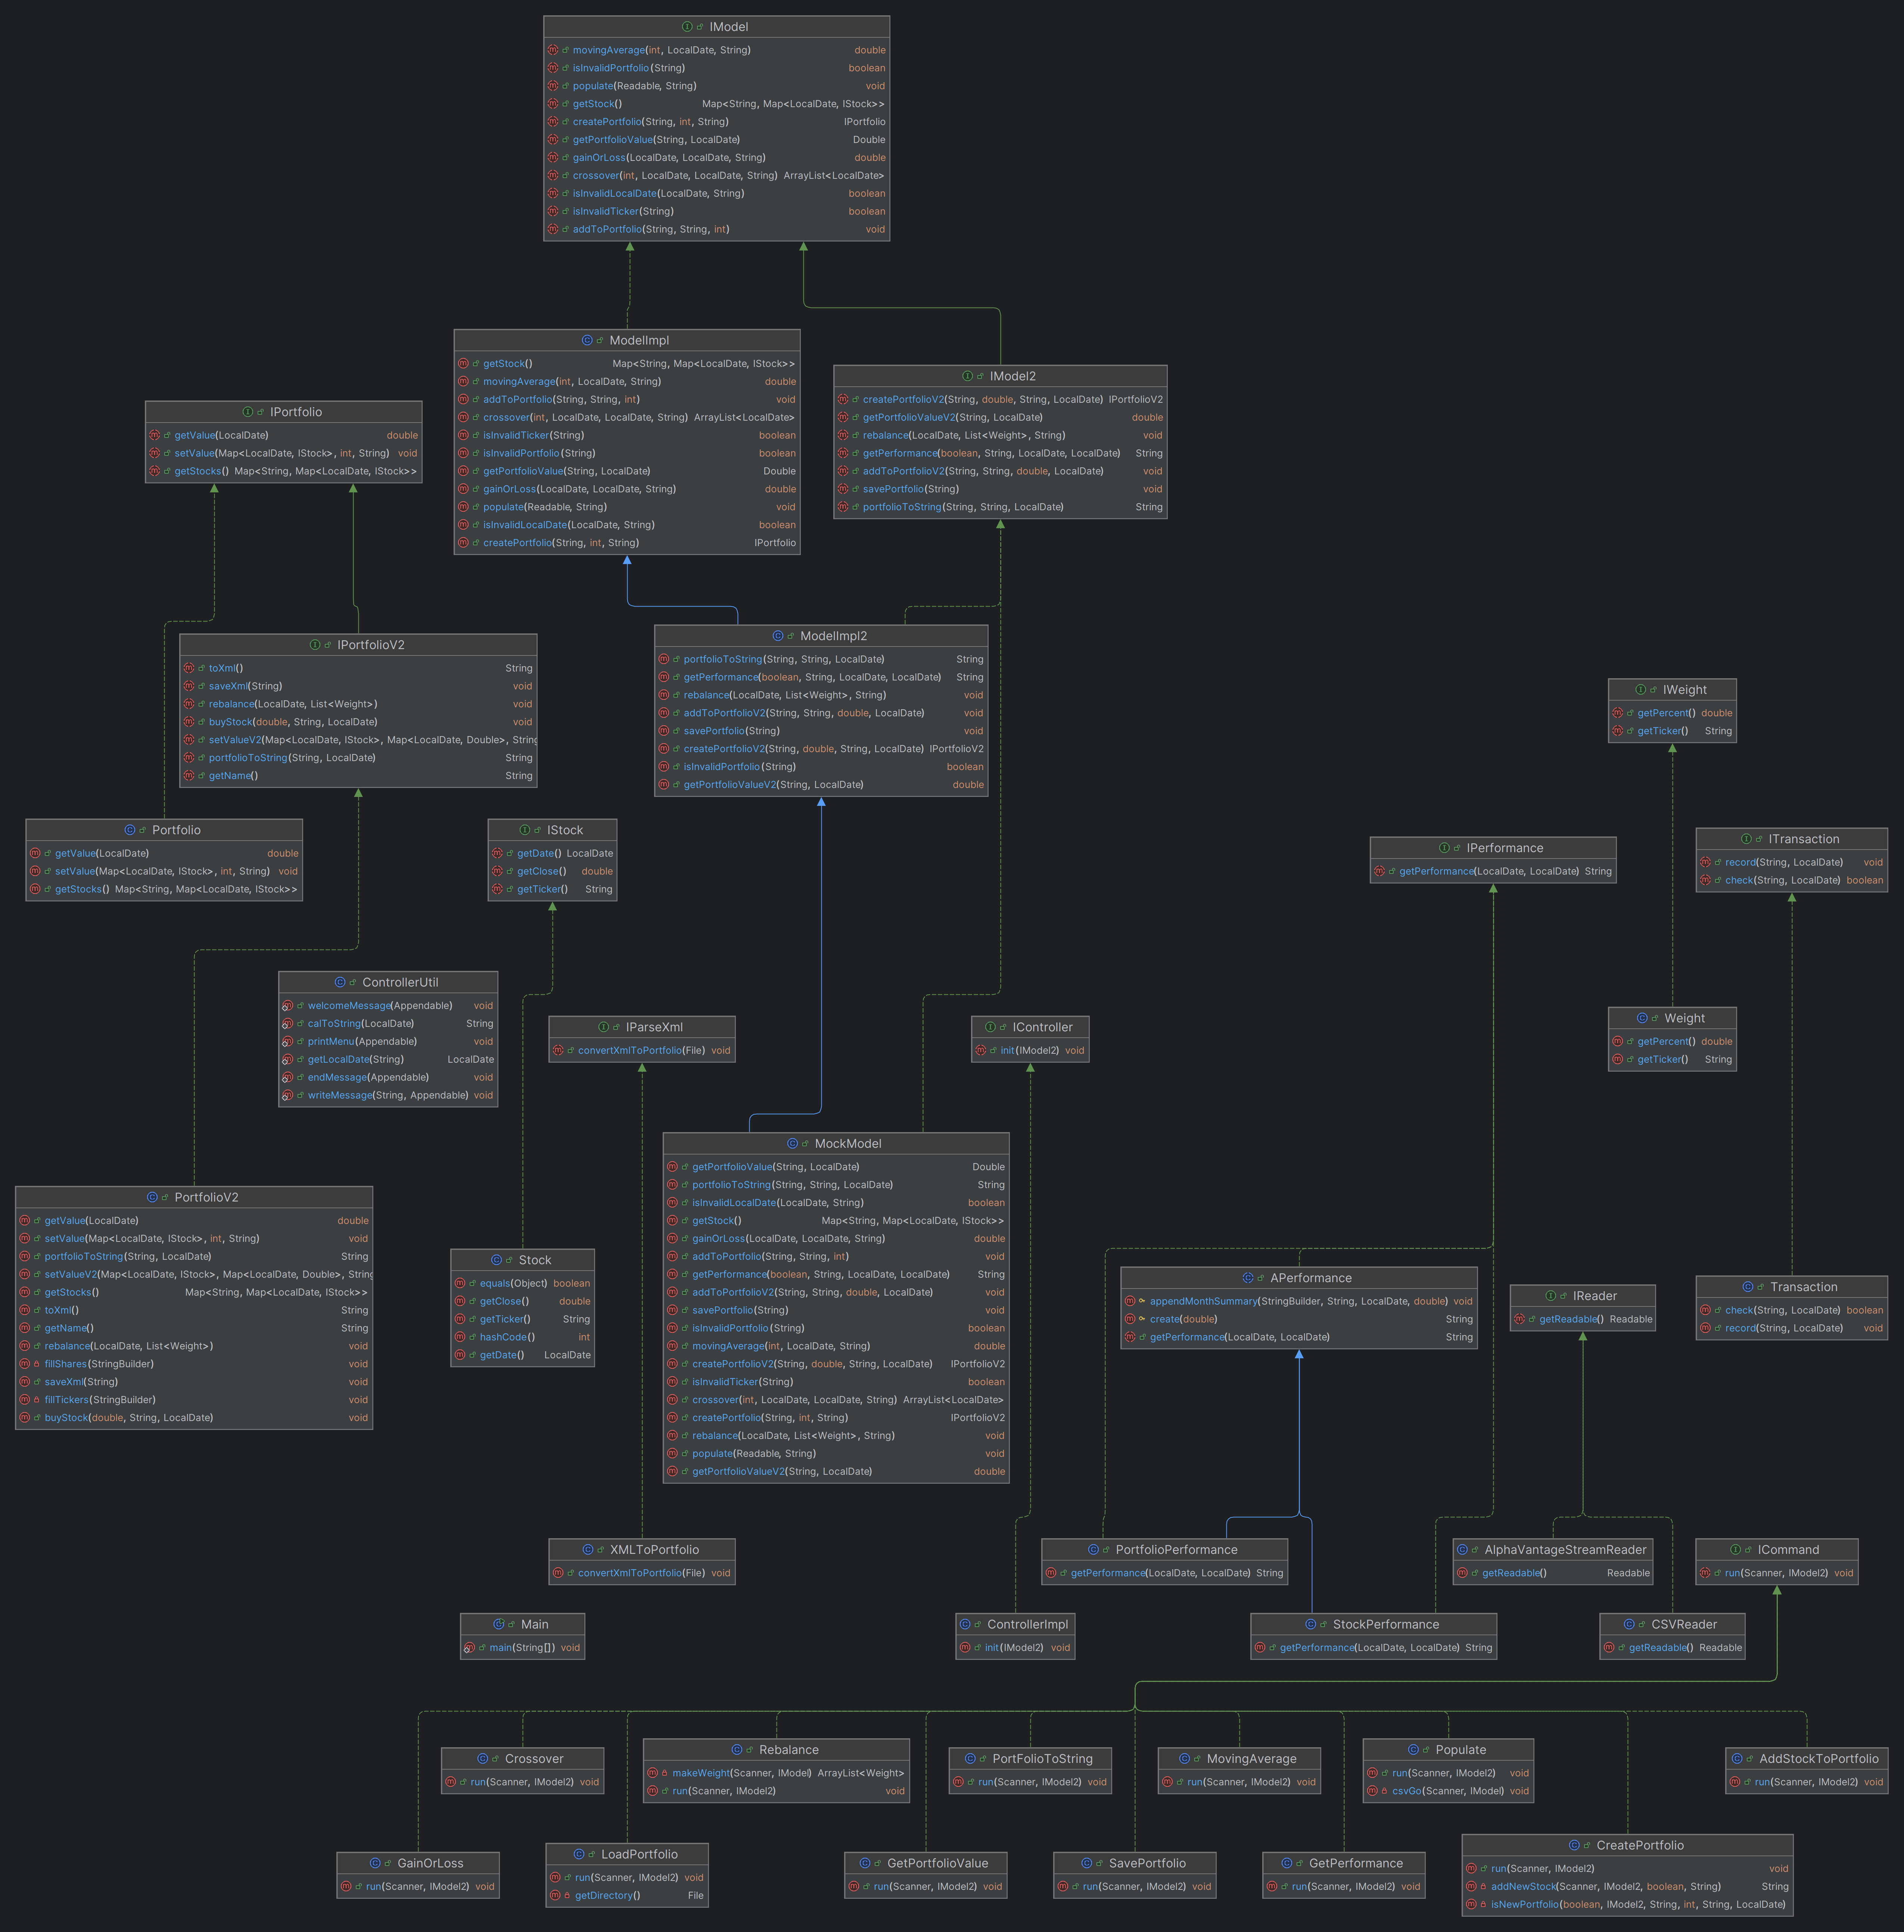 IModel
movingAverage(int, LocalDate, String) double
isInvalidPortfolio(String) boolean
populate(Readable, String) void
getStock() Map<String, Map<LocalDate, IStock>>
createPortfolio(String, int, String) IPortfolio
getPortfolioValue(String, LocalDate) Double
gainOrLoss(LocalDate, LocalDate, String) double
crossover(int, LocalDate, LocalDate, String) ArrayList<LocalDate>
isInvalidLocalDate(LocalDate, String) boolean
isInvalidTicker(String) boolean
addToPortfolio(String, String, int) void
ModelImpl
getStock() Map<String, Map<LocalDate, IStock>>
movingAverage(int, LocalDate, String) double
addToPortfolio(String, String, int) void
crossover(int, LocalDate, LocalDate, String) ArrayList<LocalDate>
isInvalidTicker(String) boolean
isInvalidPortfolio(String) boolean
getPortfolioValue(String, LocalDate) Double
gainOrLoss(LocalDate, LocalDate, String) double
populate(Readable, String) void
isInvalidLocalDate(LocalDate, String) boolean
createPortfolio(String, int, String) IPortfolio
IModel2
createPortfolioV2(String, double, String, LocalDate) IPortfolioV2
getPortfolioValueV2(String, LocalDate) double
rebalance(LocalDate, List<Weight>, String) void
getPerformance(boolean, String, LocalDate, LocalDate) String
addToPortfolioV2(String, String, double, LocalDate) void
savePortfolio(String) void
portfolioToString(String, String, LocalDate) String
IPortfolio
getValue(LocalDate) double
setValue(Map<LocalDate, IStock>, int, String) void
getStocks() Map<String, Map<LocalDate, IStock>>
IPortfolioV2
toXml() String
saveXml(String) void
rebalance(LocalDate, List<Weight>) void
buyStock(double, String, LocalDate) void
setValueV2(Map<LocalDate, IStock>, Map<LocalDate, Double>, String
portfolioToString(String, LocalDate) String
getName() String
ModelImpl2
portfolioToString(String, String, LocalDate) String
getPerformance(boolean, String, LocalDate, LocalDate) String
rebalance(LocalDate, List<Weight>, String) void
addToPortfolioV2(String, String, double, LocalDate) void
savePortfolio(String) void
createPortfolioV2(String, double, String, LocalDate) IPortfolioV2
isInvalidPortfolio(String) boolean
getPortfolioValueV2(String, LocalDate) double
IWeight
getPercent() double
getTicker() String
Portfolio
getValue(LocalDate) double
setValue(Map<LocalDate, IStock>, int, String) void
getStocks() Map<String, Map<LocalDate, IStock>>
IStock
getDate() LocalDate
getClose() double
getTicker() String
IPerformance
getPerformance(LocalDate, LocalDate) String
ITransaction
record(String, LocalDate) void
check(String, LocalDate) boolean
ControllerUtil
welcomeMessage(Appendable) void
calToString(LocalDate) String
printMenu(Appendable) void
getLocalDate(String) LocalDate
endMessage(Appendable) void
writeMessage(String, Appendable) void
IParseXml
convertXmlToPortfolio(File) void
IController
init(IModel2) void
Weight
getPercent() double
getTicker() String
MockModel
getPortfolioValue(String, LocalDate) Double
portfolioToString(String, String, LocalDate) String
isInvalidLocalDate(LocalDate, String) boolean
getStock() Map<String, Map<LocalDate, IStock>>
gainOrLoss(LocalDate, LocalDate, String) double
addToPortfolio(String, String, int) void
getPerformance(boolean, String, LocalDate, LocalDate) String
addToPortfolioV2(String, String, double, LocalDate) void
savePortfolio(String) void
isInvalidPortfolio(String) boolean
movingAverage(int, LocalDate, String) double
createPortfolioV2(String, double, String, LocalDate) IPortfolioV2
isInvalidTicker(String) boolean
crossover(int, LocalDate, LocalDate, String) ArrayList<LocalDate>
createPortfolio(String, int, String) IPortfolioV2
rebalance(LocalDate, List<Weight>, String) void
populate(Readable, String) void
getPortfolioValueV2(String, LocalDate) double
PortfolioV2
getValue(LocalDate) double
setValue(Map<LocalDate, IStock>, int, String) void
portfolioToString(String, LocalDate) String
setValueV2(Map<LocalDate, IStock>, Map<LocalDate, Double>, String
getStocks() Map<String, Map<LocalDate, IStock>>
toXml() String
getName() String
rebalance(LocalDate, List<Weight>) void
fillShares(StringBuilder) void
saveXml(String) void
fillTickers(StringBuilder) void
buyStock(double, String, LocalDate) void
Stock
equals(Object) boolean
getClose() double
getTicker() String
hashCode() int
getDate() LocalDate
APerformance
appendMonthSummary(StringBuilder, String, LocalDate, double) void
create(double) String
getPerformance(LocalDate, LocalDate) String
IReader
getReadable() Readable
Transaction
check(String, LocalDate) boolean
record(String, LocalDate) void
XMLToPortfolio
convertXmlToPortfolio(File) void
PortfolioPerformance
getPerformance(LocalDate, LocalDate) String
AlphaVantageStreamReader
getReadable() Readable
ICommand
run(Scanner, IModel2) void
Main
main(String[]) void
ControllerImpl
init(IModel2) void
StockPerformance
getPerformance(LocalDate, LocalDate) String
CSVReader
getReadable() Readable
Crossover
run(Scanner, IModel2) void
Rebalance
makeWeight(Scanner, IModel) ArrayList<Weight>
run(Scanner, IModel2) void
PortFolioToString
run(Scanner, IModel2) void
MovingAverage
run(Scanner, IModel2) void
Populate
run(Scanner, IModel2) void
csvGo(Scanner, IModel) void
AddStockToPortfolio
run(Scanner, IModel2) void
GainOrLoss
run(Scanner, IModel2) void
LoadPortfolio
run(Scanner, IModel2) void
getDirectory() File
GetPortfolioValue
run(Scanner, IModel2) void
SavePortfolio
run(Scanner, IModel2) void
GetPerformance
run(Scanner, IModel2) void
CreatePortfolio
run(Scanner, IModel2) void
addNewStock(Scanner, IModel2, boolean, String) String
isNewPortfolio(boolean, IModel2, String, int, String, LocalDate)